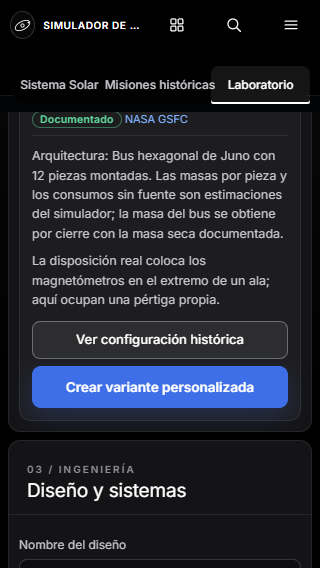 SIMULADOR DE ...
Sistema Solar Misiones históricas Laboratorio
Documentado NASA GSFC
Arquitectura: Bus hexagonal de Juno con
12 piezas montadas. Las masas por pieza y
los consumos sin fuente son estimaciones
del simulador; la masa del bus se obtiene
por cierre con la masa seca documentada.
La disposición real coloca los
magnetómetros en el extremo de un ala;
aquí ocupan una pértiga propia.
Ver configuración histórica
Crear variante personalizada
03 / INGENIERÍA
Diseño y sistemas
Nombre del diseño